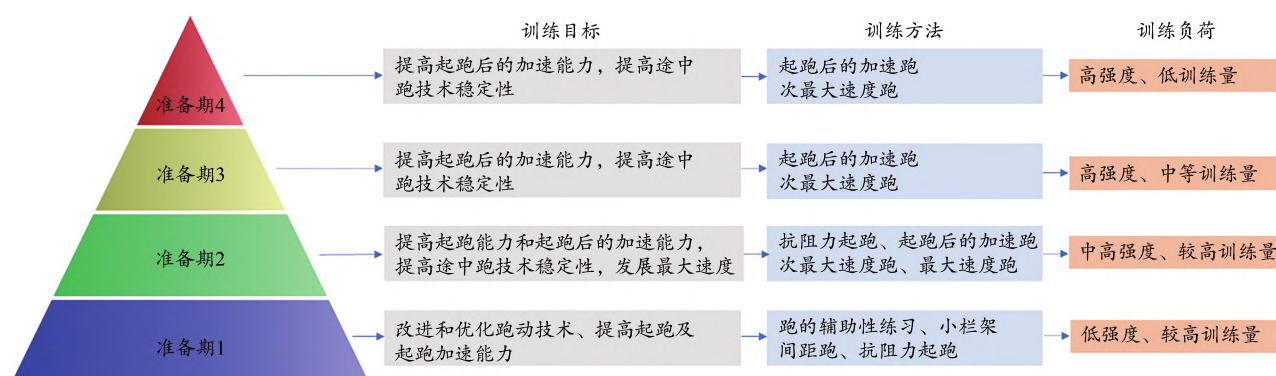 训练目标
训练方法
训练负荷
准备期4
提高起跑后的加速能力，提高途中
跑技术稳定性
起跑后的加速跑
次最大速度跑
高强度、低训练量
准备期3
提高起跑后的加速能力，提高途中
跑技术稳定性
起跑后的加速跑
次最大速度跑
高强度、中等训练量
准备期2
提高起跑能力和起跑后的加速能力，
提高途中跑技术稳定性，发展最大速度
抗阻力起跑、起跑后的加速跑
次最大速度跑、最大速度跑
中高强度、较高训练量
准备期1
改进和优化跑动技术、提高起跑及
起跑加速能力
跑的辅助性练习、小栏架
间距跑、抗阻力起跑
低强度、较高训练量